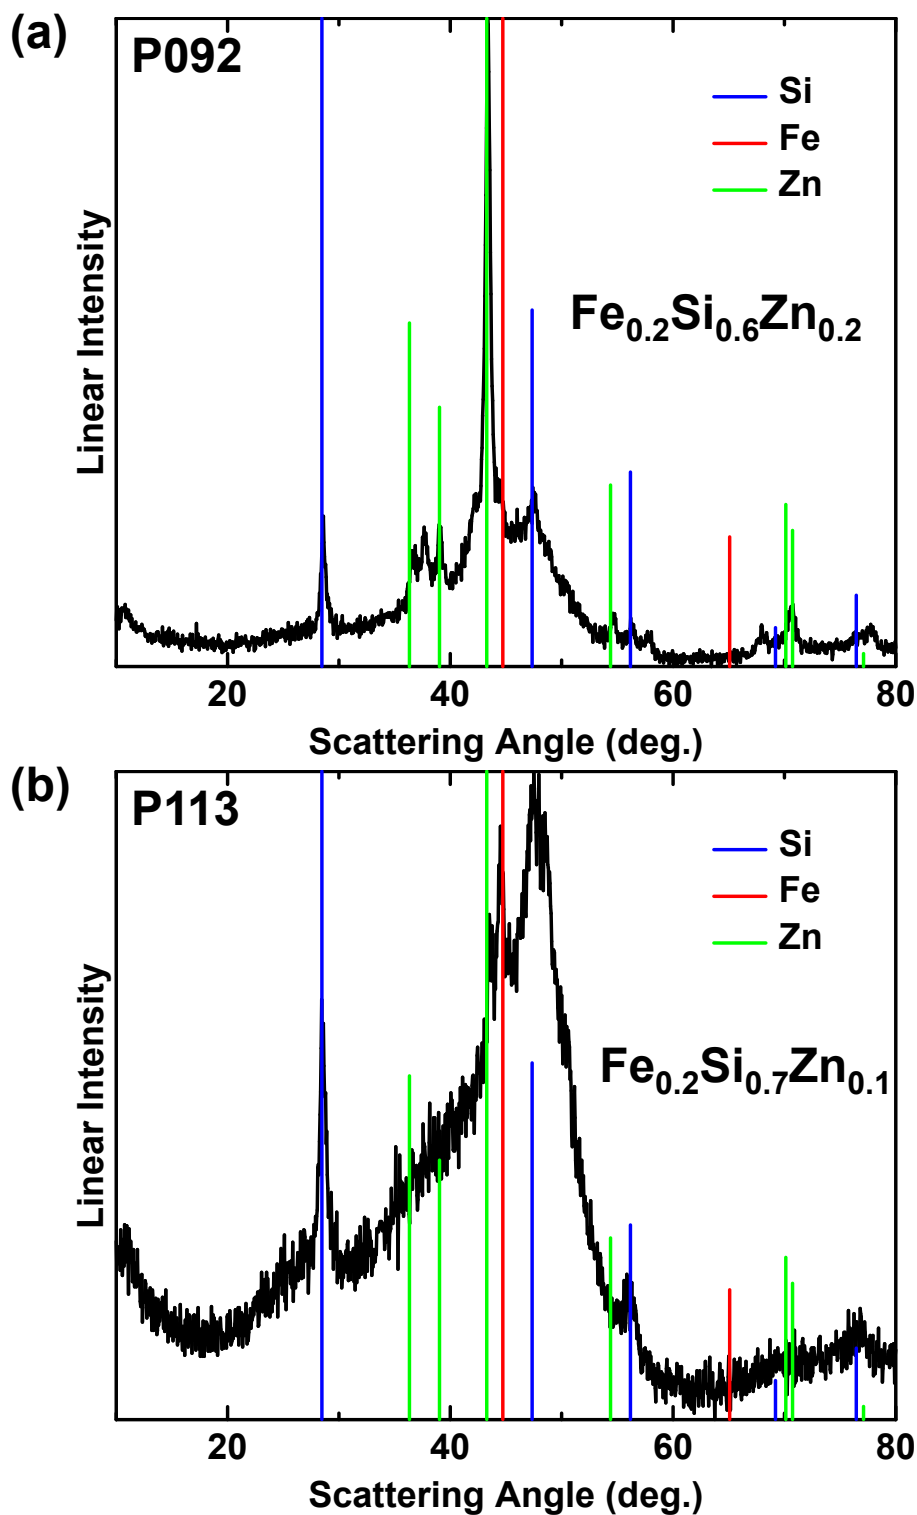 (a)
P092
Si
Fe
Zn
Fe0.2Si0.6Zn0.2
Linear Intensity
20 40 60 80
Scattering Angle (deg.)
(b)
P113
Si
Fe
Zn
Fe0.2Si0.7Zn0.1
Linear Intensity
20 40 60 80
Scattering Angle (deg.)